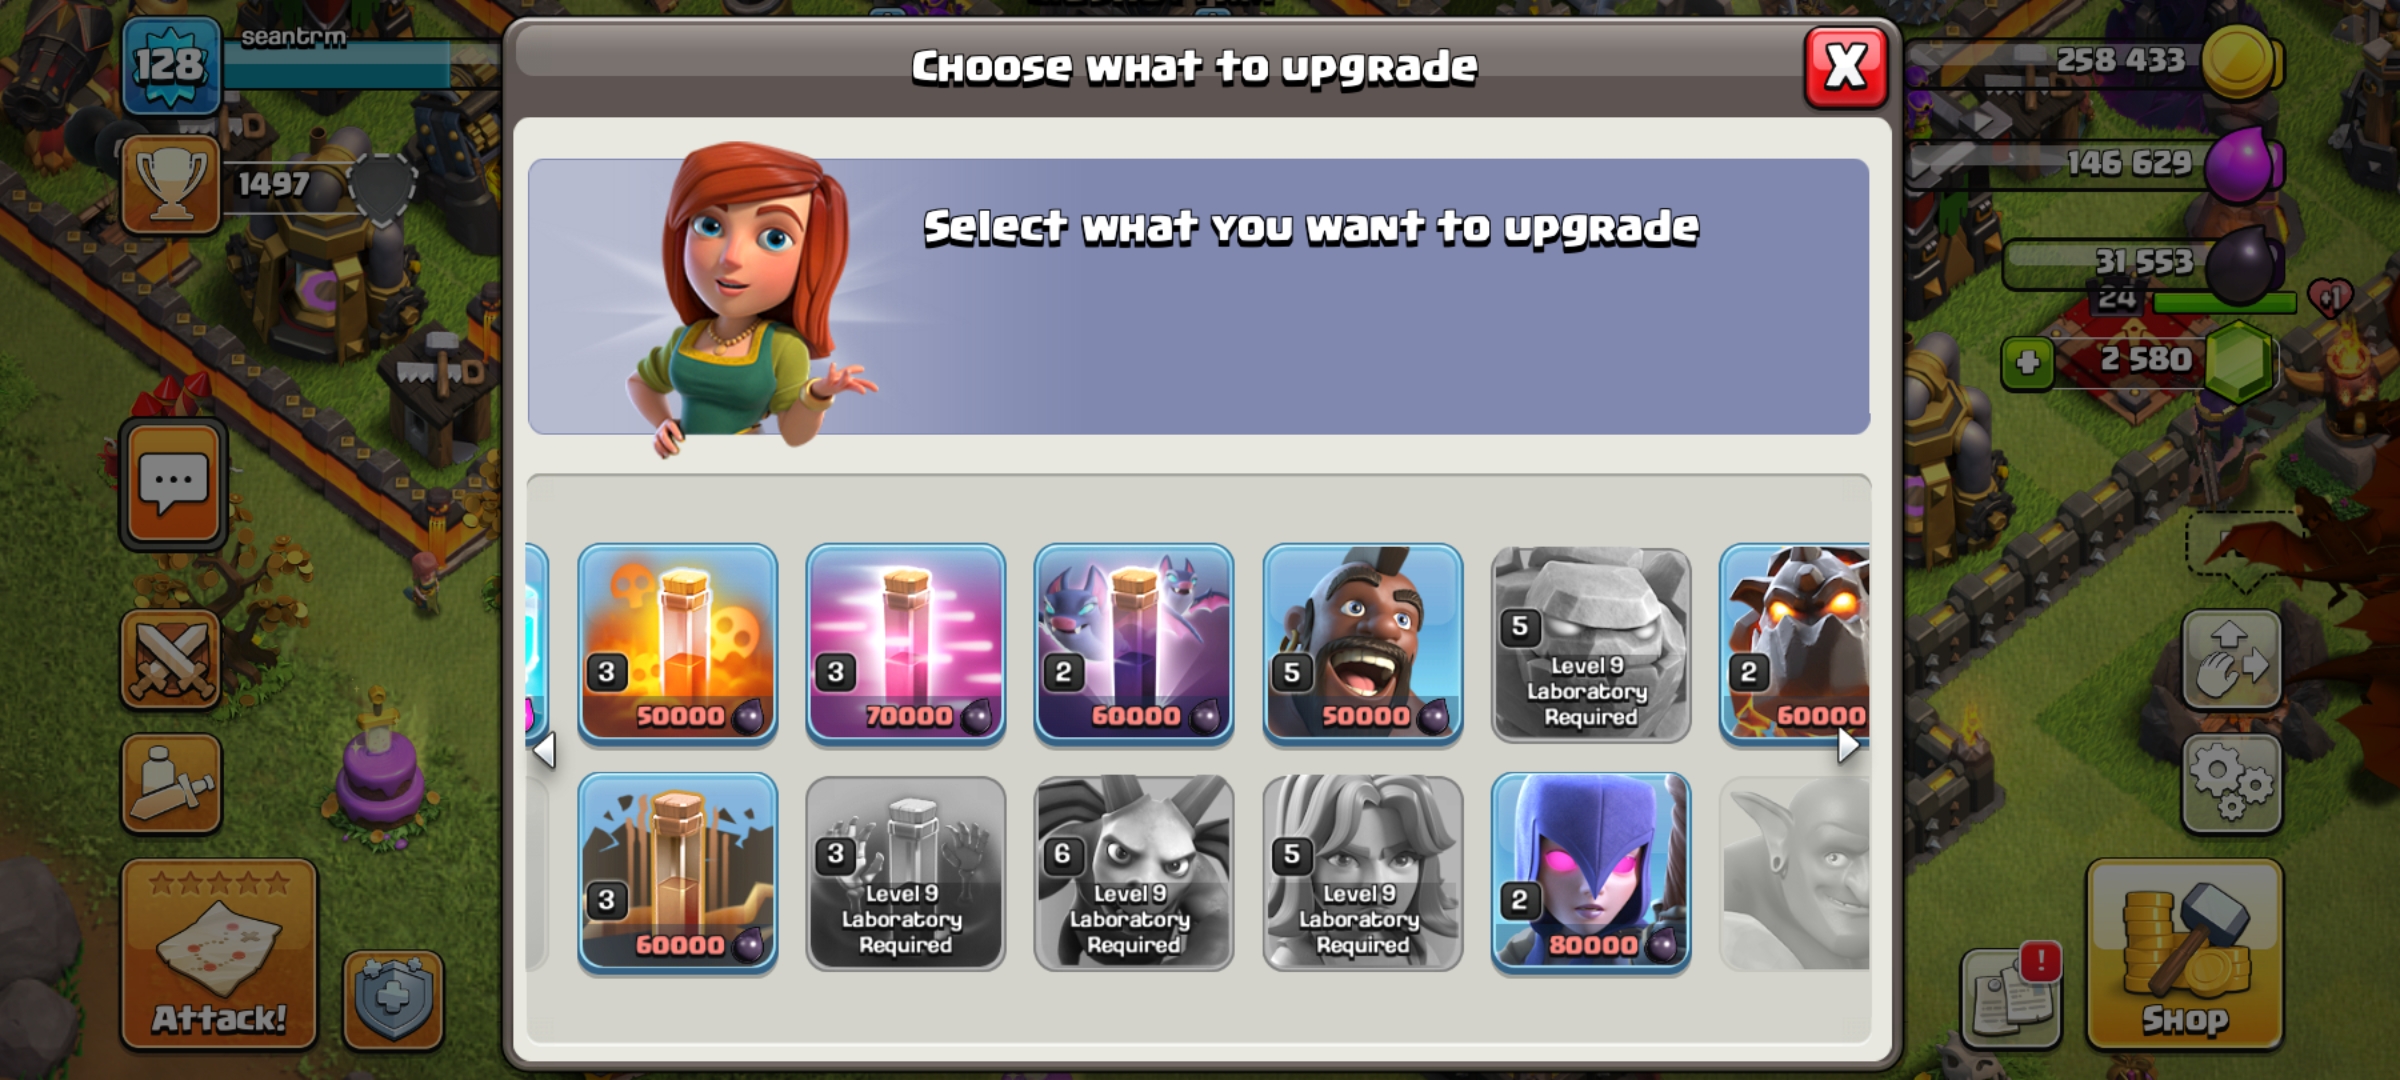 128
seantrm
1497
Choose what to upgrade
X
Select what you want to upgrade
258 433
146 629
31 553
24
+1
2 580
3
50000
3
70000
2
60000
5
50000
5
Level 9
Laboratory
Required
2
60000
3
60000
3
Level 9
Laboratory
Required
6
Level 9
Laboratory
Required
5
Level 9
Laboratory
Required
2
80000
Attack!
!
Shop